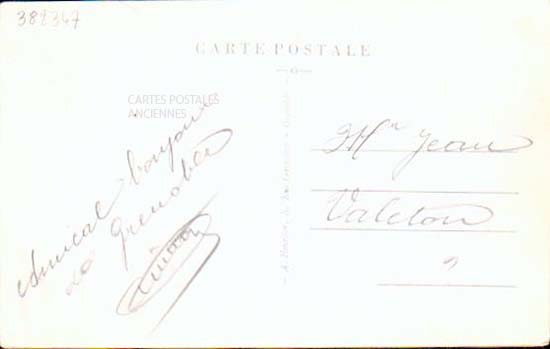 382347
CARTE POSTALE
CARTES POSTALES
ANCIENNES
Amical bonjour
de Grenoble
Mr Jean
Valeton